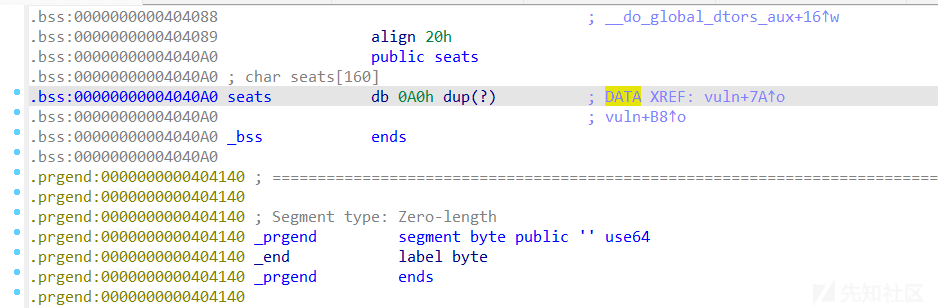 .bss:0000000000404088 ; __do_global_dtors_aux+16↑w
.bss:0000000000404089 align 20h
.bss:00000000004040A0 public seats
.bss:00000000004040A0 ; char seats[160]
.bss:00000000004040A0 seats db 0A0h dup(?) ; DATA XREF: vuln+7A↑o
.bss:00000000004040A0 ; vuln+B8↑o
.bss:00000000004040A0 _bss ends
.bss:00000000004040A0
.prgend:0000000000404140 ; ===========================================================================
.prgend:0000000000404140
.prgend:0000000000404140 ; Segment type: Zero-length
.prgend:0000000000404140 _prgend segment byte public '' use64
.prgend:0000000000404140 _end label byte
.prgend:0000000000404140 _prgend ends
.prgend:0000000000404140
先知社区